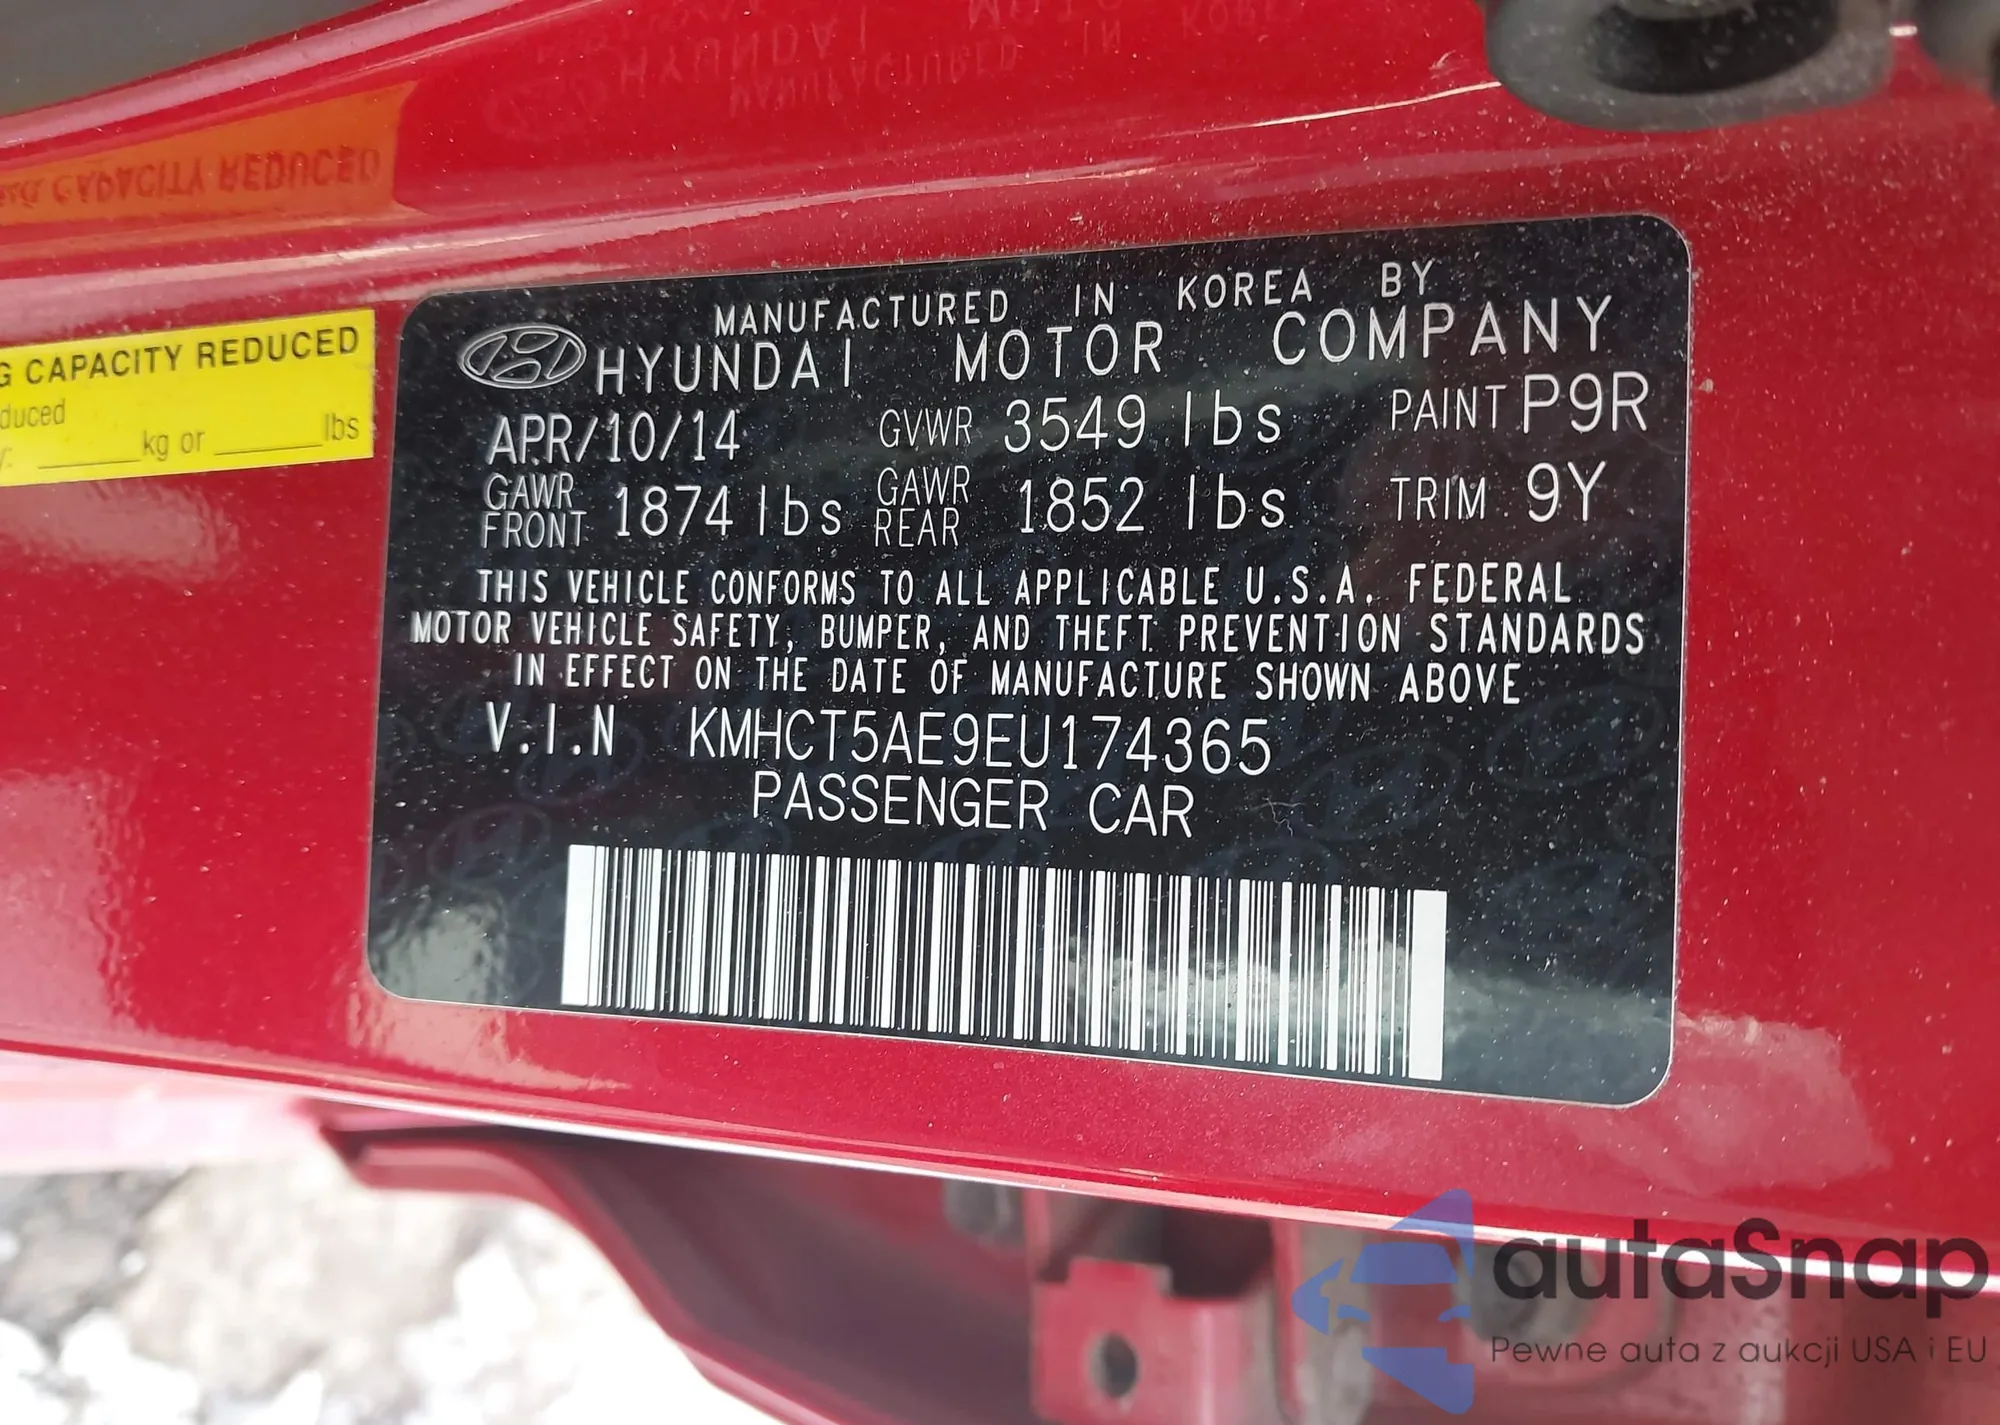 MANUFACTURED IN KOREA BY
HYUNDAI MOTOR COMPANY
APR/10/14 GVWR 3549 lbs PAINT P9R
GAWR FRONT 1874 lbs GAWR REAR 1852 lbs TRIM 9Y
THIS VEHICLE CONFORMS TO ALL APPLICABLE U.S.A. FEDERAL
MOTOR VEHICLE SAFETY, BUMPER, AND THEFT PREVENTION STANDARDS
IN EFFECT ON THE DATE OF MANUFACTURE SHOWN ABOVE
V.I.N KMHCT5AE9EU174365
PASSENGER CAR
G CAPACITY REDUCED
duced
kg or lbs
autaSnap
Pewne auta z aukcji USA i EU